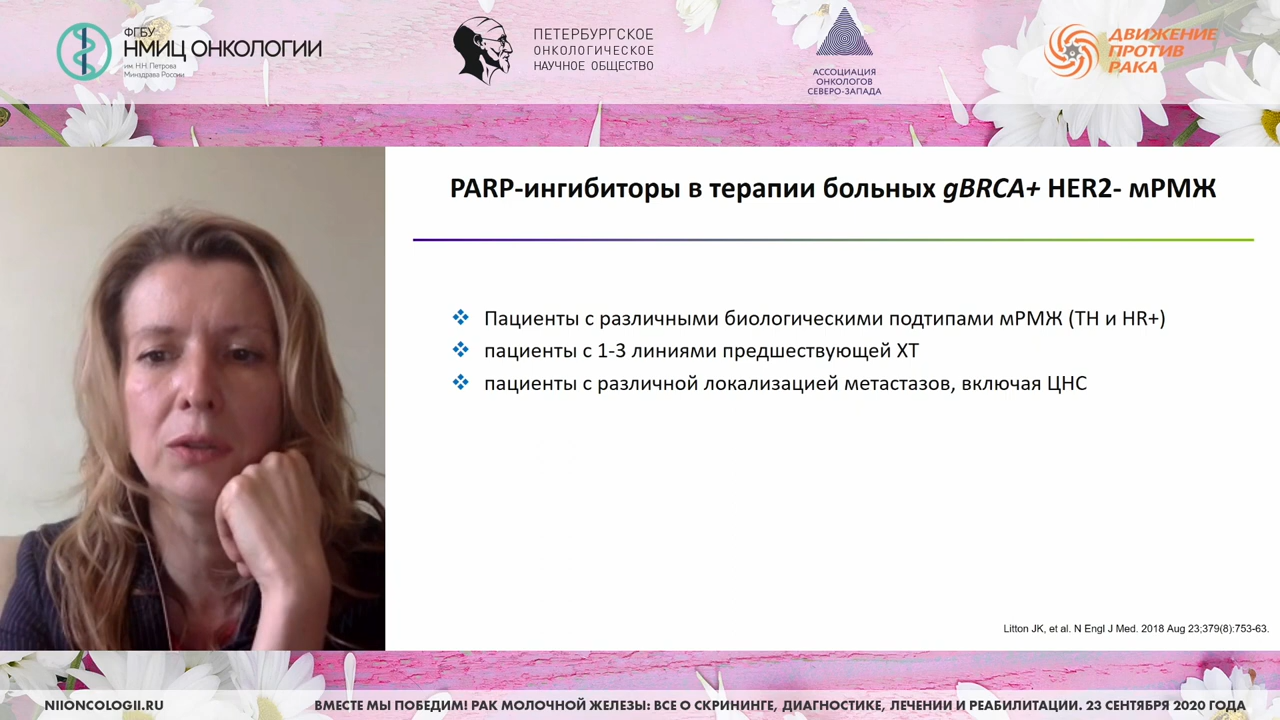 ФГБУ
НМИЦ ОНКОЛОГИИ
им. Н.Н. Петрова
Минздрава России
ПЕТЕРБУРГСКОЕ
ОНКОЛОГИЧЕСКОЕ
НАУЧНОЕ ОБЩЕСТВО
АССОЦИАЦИЯ
ОНКОЛОГОВ
СЕВЕРО-ЗАПАДА
ДВИЖЕНИЕ
ПРОТИВ
РАКА
PARP-ингибиторы в терапии больных gBRCA+ HER2- мРМЖ
Пациенты с различными биологическими подтипами мРМЖ (ТН и HR+)
пациенты с 1-3 линиями предшествующей ХТ
пациенты с различной локализацией метастазов, включая ЦНС
Litton JK, et al. N Engl J Med. 2018 Aug 23;379(8):753-63.
NIIONCOLOGII.RU
ВМЕСТЕ МЫ ПОБЕДИМ! РАК МОЛОЧНОЙ ЖЕЛЕЗЫ: ВСЕ О СКРИНИНГЕ, ДИАГНОСТИКЕ, ЛЕЧЕНИИ И РЕАБИЛИТАЦИИ. 23 СЕНТЯБРЯ 2020 ГОДА